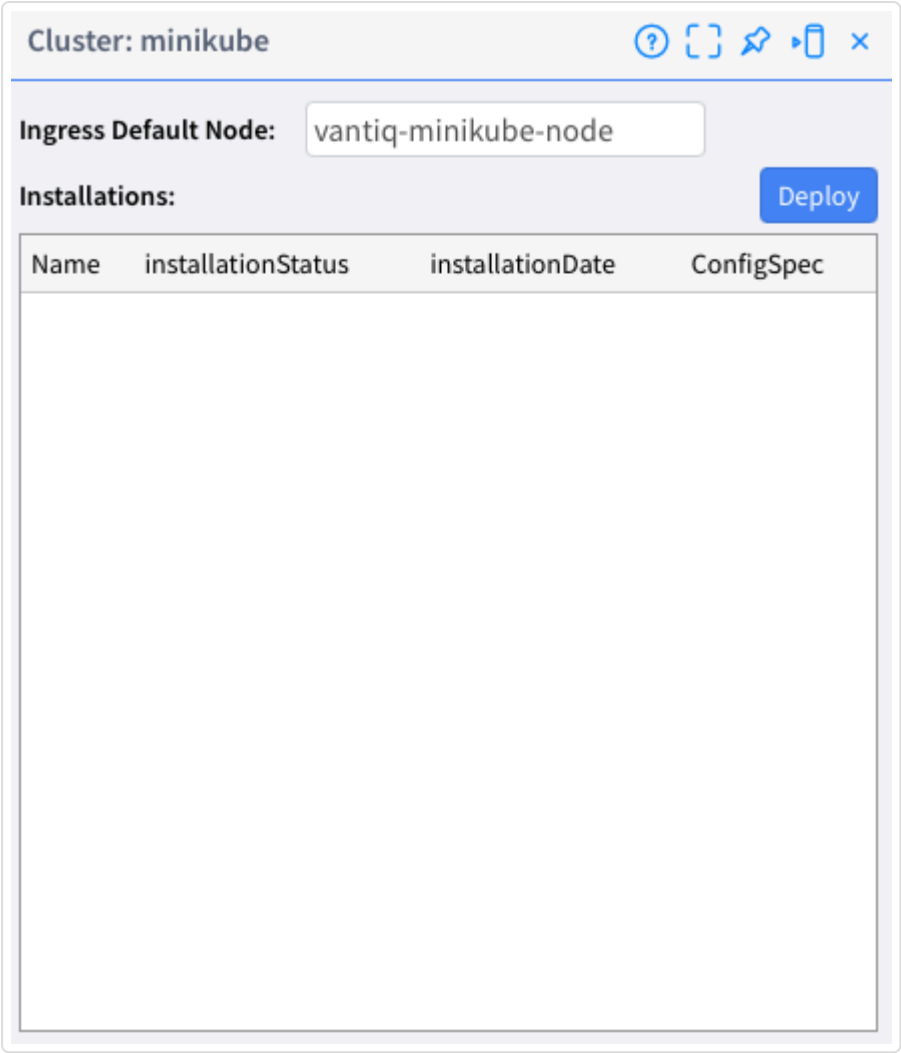 Cluster: minikube
Ingress Default Node: vantiq-minikube-node
Installations: Deploy
Name installationStatus installationDate ConfigSpec